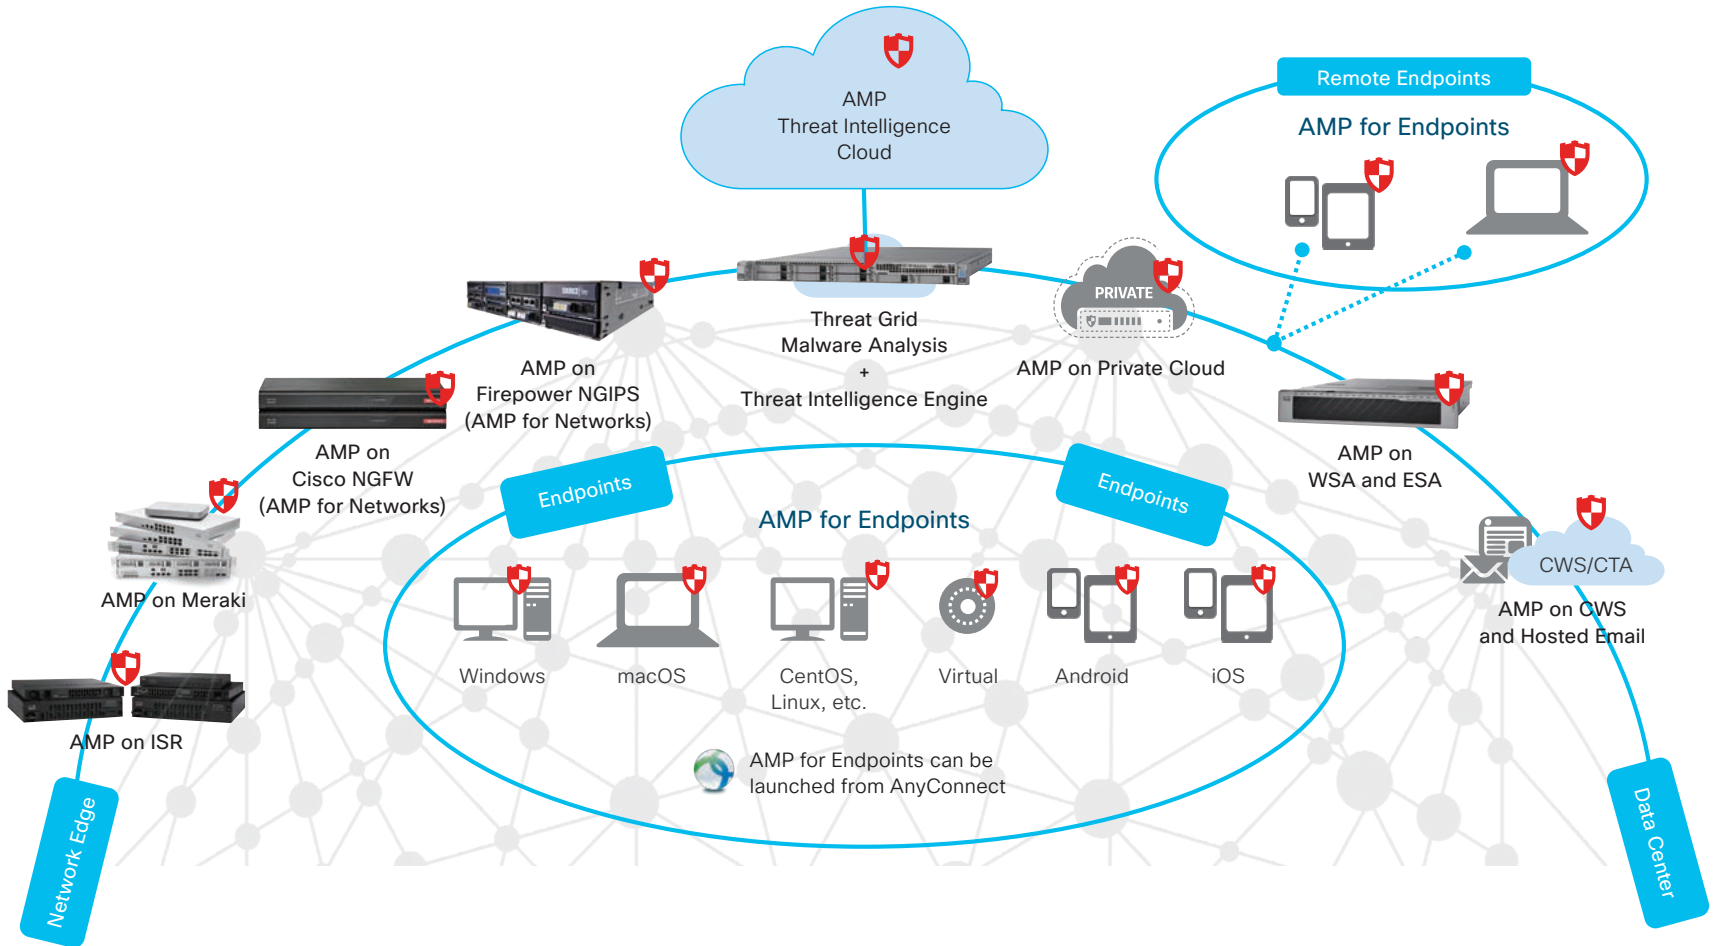 AMP
Threat Intelligence
Cloud
Remote Endpoints
AMP for Endpoints
PRIVATE
Threat Grid
Malware Analysis
+
Threat Intelligence Engine
AMP on Private Cloud
AMP on
Firepower NGIPS
(AMP for Networks)
AMP on
Cisco NGFW
(AMP for Networks)
AMP on
WSA and ESA
Endpoints
Endpoints
AMP for Endpoints
AMP on Meraki
CWS/CTA
AMP on CWS
and Hosted Email
Windows
macOS
CentOS,
Linux, etc.
Virtual
Android
iOS
AMP on ISR
AMP for Endpoints can be
launched from AnyConnect
Network Edge
Data Center